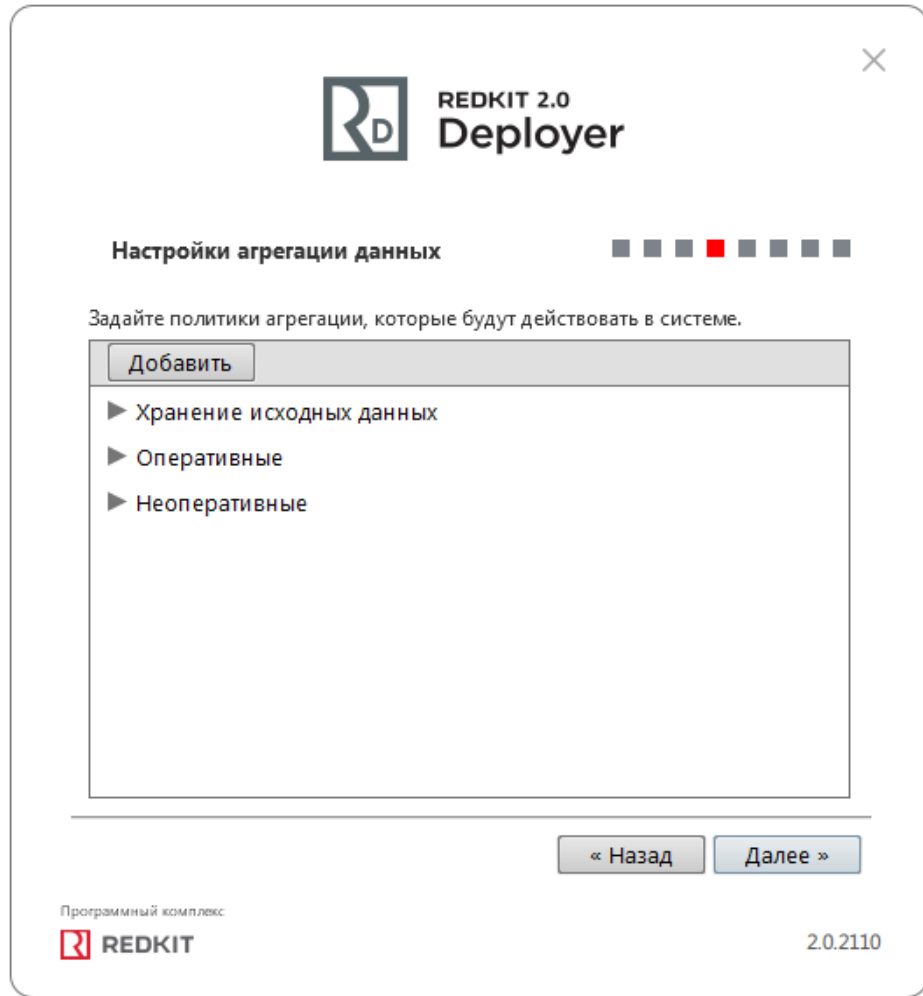 REDKIT 2.0
Deployer
Настройки агрегации данных
Задайте политики агрегации, которые будут действовать в системе.
Добавить
Хранение исходных данных
Оперативные
Неоперативные
« Назад
Далее »
Программный комплекс
REDKIT
2.0.2110